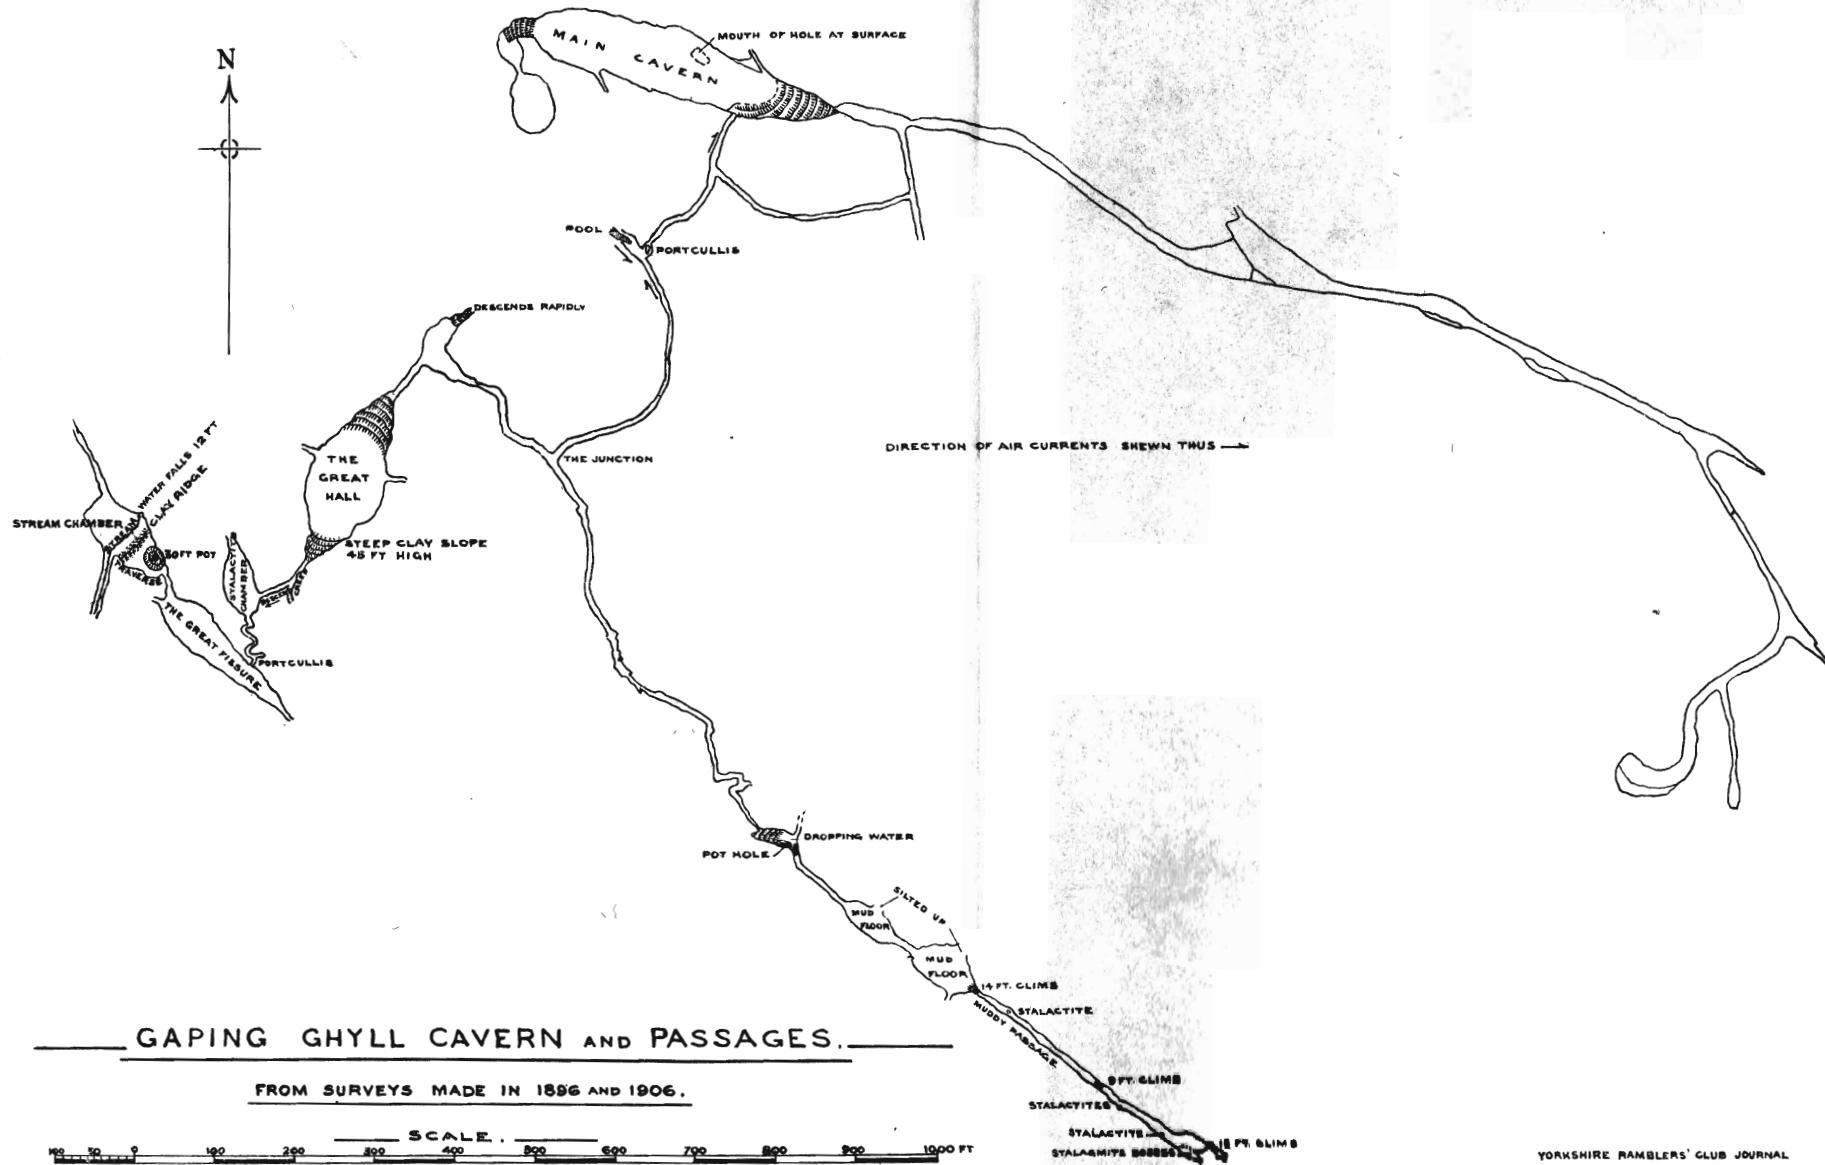 N
MAIN CAVERN
MOUTH OF HOLE AT SURFACE
POOL
PORTCULLIS
DESCENDS RAPIDLY
DIRECTION OF AIR CURRENTS SHEWN THUS
THE JUNCTION
THE
GREAT
HALL
WATER FALLS 12 FT
CLAY RIDGE
STREAM CHAMBER
STREAM
TRAVERSE
THE GREAT FISSURE
STALACTITE
CHAMBER
STEEP CLAY SLOPE
45 FT HIGH
PORTCULLIS
DROPPING WATER
POT HOLE
SILTED UP
MUD
FLOOR
MUD
FLOOR
14 FT. CLIMB
STALACTITE
MUDDY PASSAGE
9 FT. CLIMB
STALACTITES
STALACTITE
STALAGMITE BOSSES
FT. CLIMB
GAPING GHYLL CAVERN AND PASSAGES.
FROM SURVEYS MADE IN 1896 AND 1906.
SCALE.
100 50 0 100 200 300 400 500 600 700 800 900 1000 FT
YORKSHIRE RAMBLERS' CLUB JOURNAL